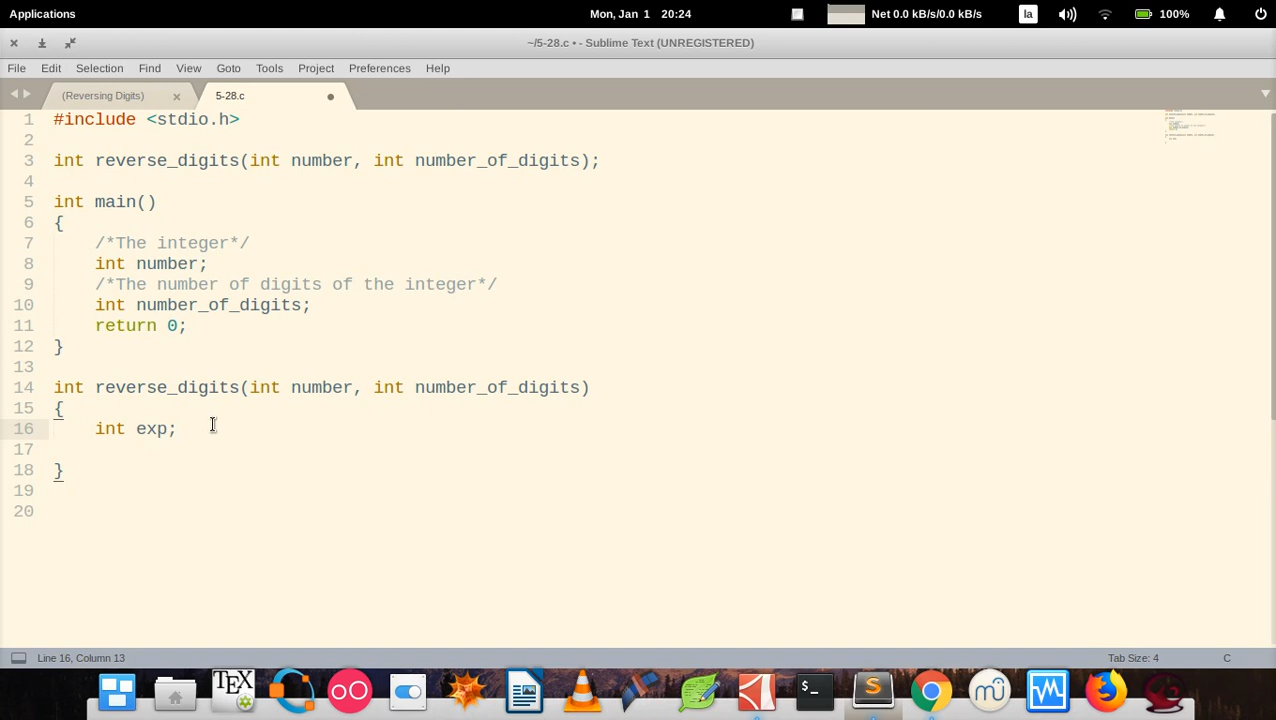 Applications
Mon, Jan 1 20:24
Net 0.0 kB/s/0.0 kB/s
la
100%
~/5-28.c • - Sublime Text (UNREGISTERED)
File Edit Selection Find View Goto Tools Project Preferences Help
(Reversing Digits)
5-28.c
1 #include <stdio.h>
2
3 int reverse_digits(int number, int number_of_digits);
4
5 int main()
6 {
7 /*The integer*/
8 int number;
9 /*The number of digits of the integer*/
10 int number_of_digits;
11 return 0;
12 }
13
14 int reverse_digits(int number, int number_of_digits)
15 {
16 int exp;
17
18 }
19
20
Line 16, Column 13
Tab Size: 4
C
TEX
>_
S
mü